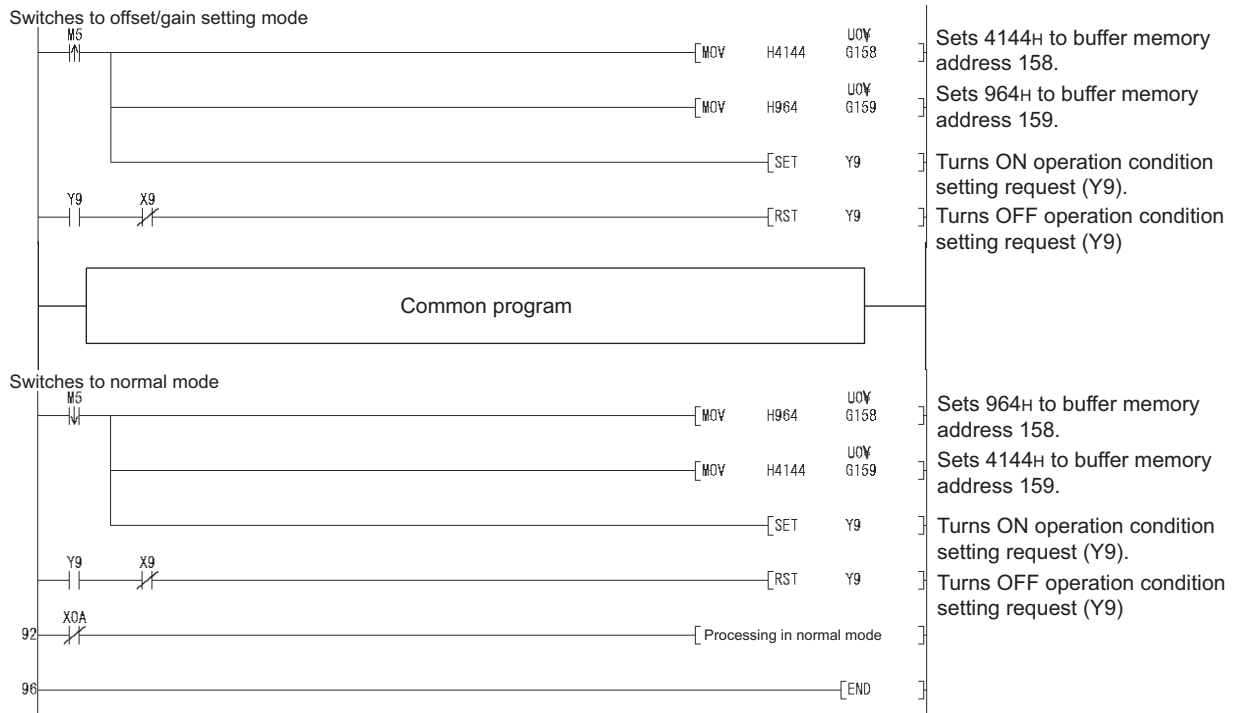 Switches to offset/gain setting mode
M5
U0¥
MOV H4144 G158
Sets 4144H to buffer memory
address 158.
U0¥
MOV H964 G159
Sets 964H to buffer memory
address 159.
SET Y9
Turns ON operation condition
setting request (Y9).
Y9 X9
RST Y9
Turns OFF operation condition
setting request (Y9)
Common program
Switches to normal mode
M5
U0¥
MOV H964 G158
Sets 964H to buffer memory
address 158.
U0¥
MOV H4144 G159
Sets 4144H to buffer memory
address 159.
SET Y9
Turns ON operation condition
setting request (Y9).
Y9 X9
RST Y9
Turns OFF operation condition
setting request (Y9)
X0A
92 Processing in normal mode
96 END